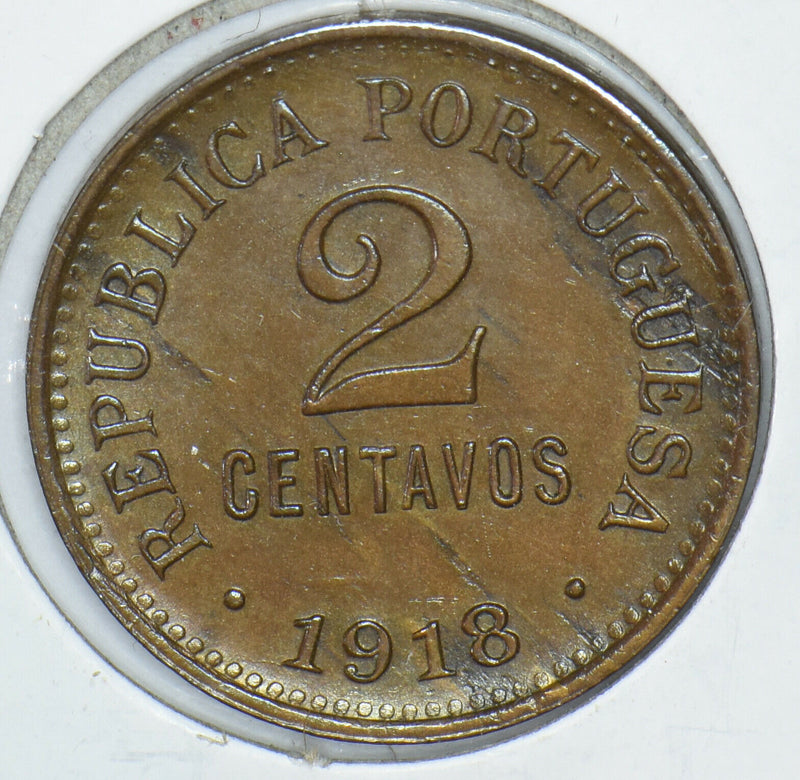 REPUBLICA PORTUGUESA
2
CENTAVOS
• 1918 •